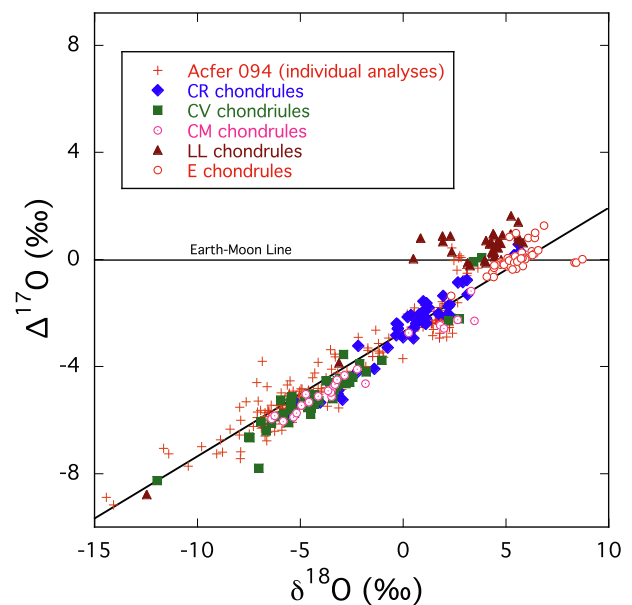 8
4
0
-4
-8
Δ¹⁷O (‰)
Acfer 094 (individual analyses)
CR chondrules
CV chondriules
CM chondrules
LL chondrules
E chondrules
Earth-Moon Line
-15 -10 -5 0 5 10
δ¹⁸O (‰)